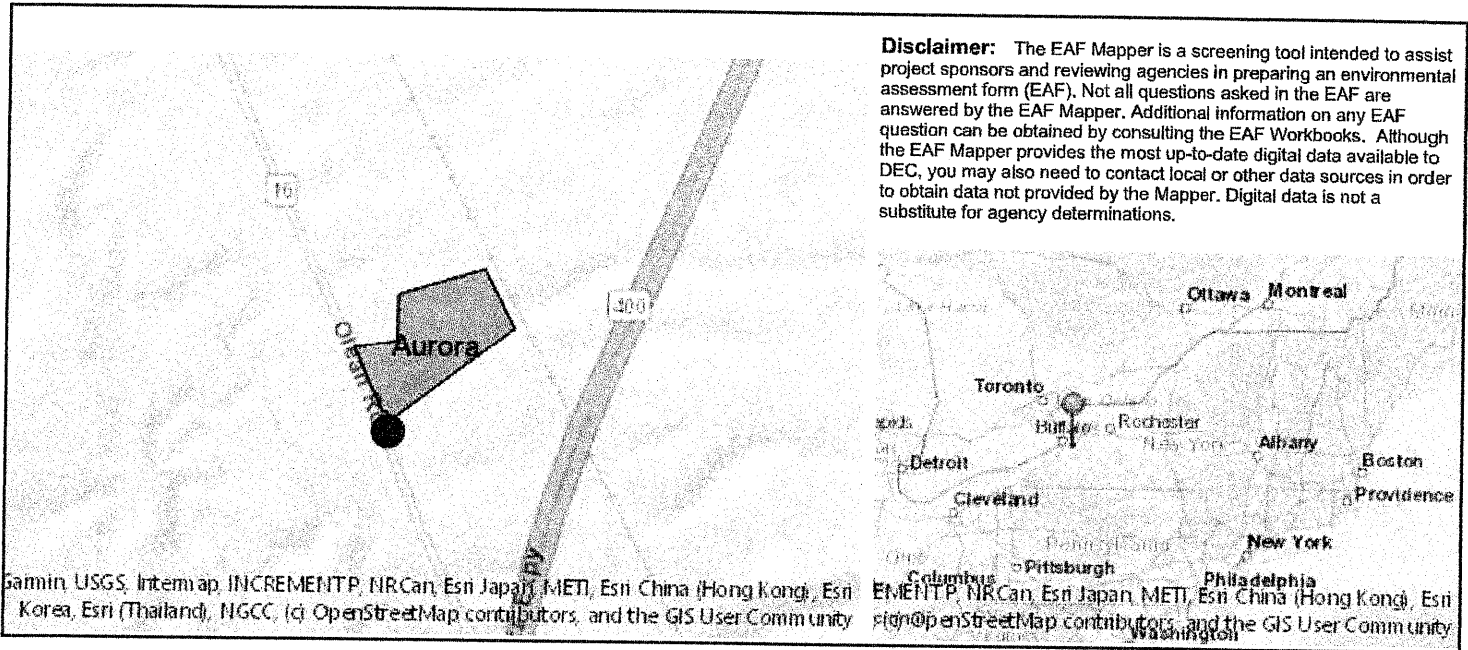 Disclaimer: The EAF Mapper is a screening tool intended to assist
project sponsors and reviewing agencies in preparing an environmental
assessment form (EAF). Not all questions asked in the EAF are
answered by the EAF Mapper. Additional information on any EAF
question can be obtained by consulting the EAF Workbooks. Although
the EAF Mapper provides the most up-to-date digital data available to
DEC, you may also need to contact local or other data sources in order
to obtain data not provided by the Mapper. Digital data is not a
substitute for agency determinations.
16
400
Olean
Aurora
Garmin, USGS, Intermap, INCREMENT P, NRCan, Esri Japan, METI, Esri China (Hong Kong), Esri
Korea, Esri (Thailand), NGCC, (c) OpenStreetMap contributors, and the GIS User Community
Ottawa
Montreal
Toronto
Rochester
New York
Albany
Detroit
Boston
Cleveland
Providence
Pennsylvania
New York
Columbus
Pittsburgh
Philadelphia
EMENT P, NRCan, Esri Japan, METI, Esri China (Hong Kong), Esri
OpenStreetMap contributors, and the GIS User Community
Washington